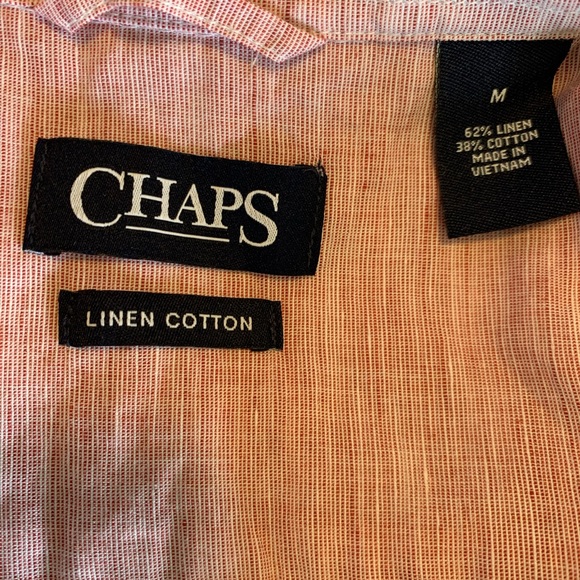 CHAPS
LINEN COTTON
M
62% LINEN
38% COTTON
MADE IN
VIETNAM